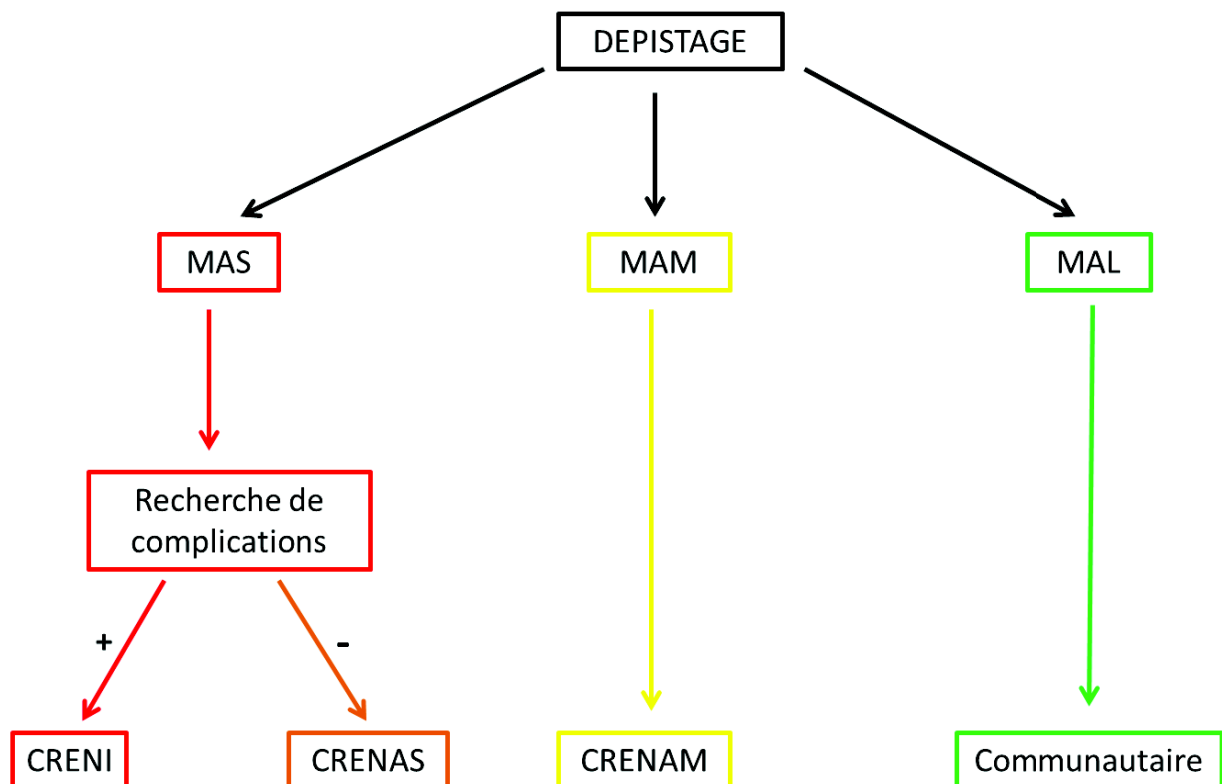 DEPISTAGE
MAS
MAM
MAL
Recherche de
complications
+
-
CRENI
CRENAS
CRENAM
Communautaire